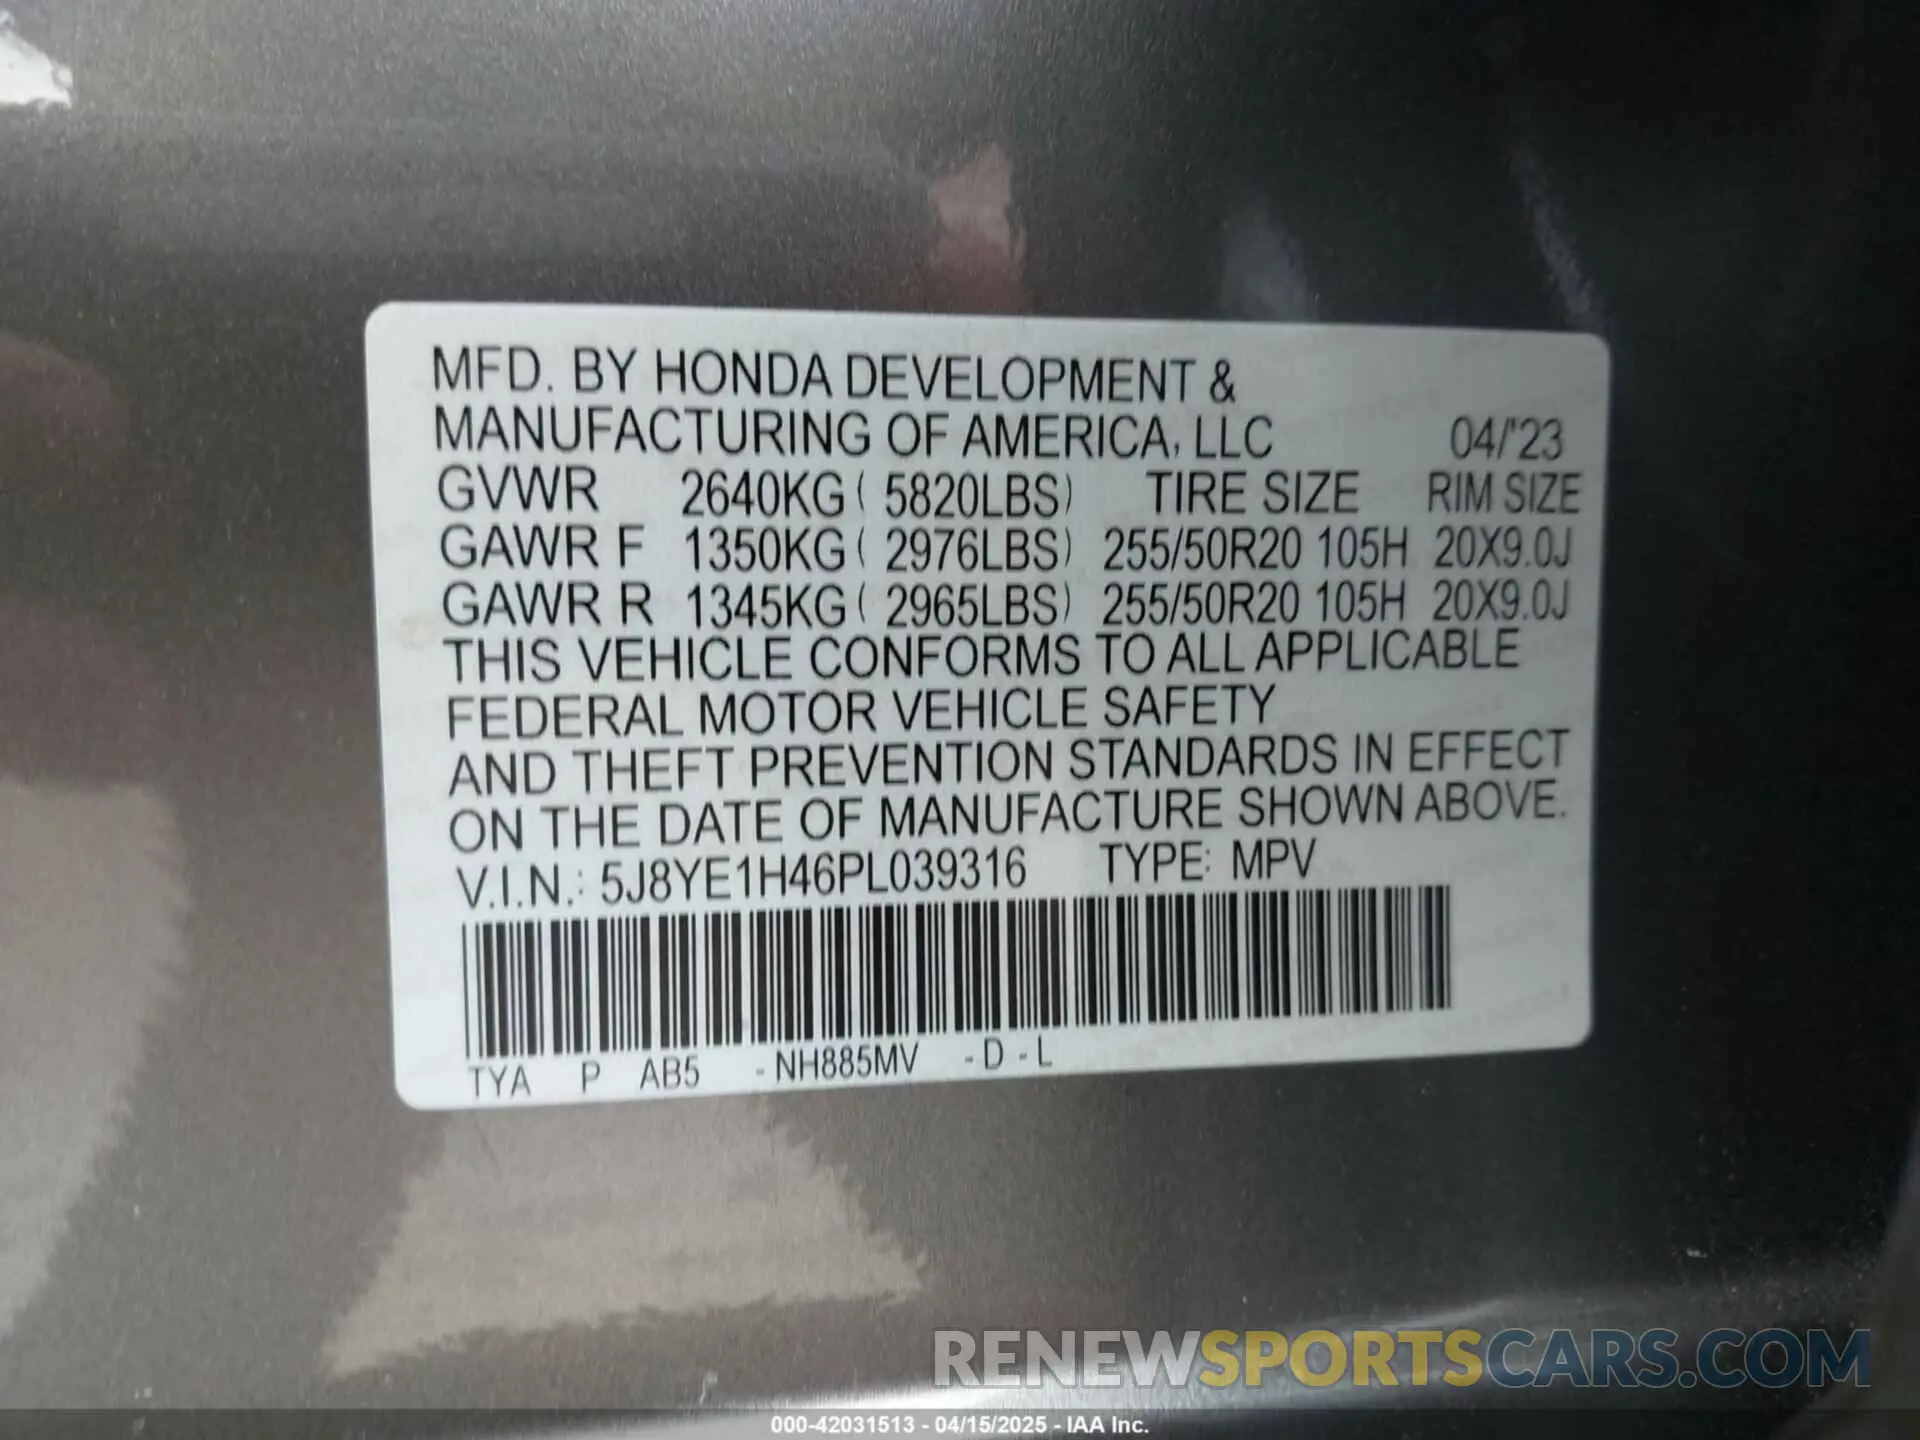 MFD. BY HONDA DEVELOPMENT &
MANUFACTURING OF AMERICA, LLC 04/'23
GVWR 2640KG ( 5820LBS) TIRE SIZE RIM SIZE
GAWR F 1350KG ( 2976LBS) 255/50R20 105H 20X9.0J
GAWR R 1345KG ( 2965LBS) 255/50R20 105H 20X9.0J
THIS VEHICLE CONFORMS TO ALL APPLICABLE
FEDERAL MOTOR VEHICLE SAFETY
AND THEFT PREVENTION STANDARDS IN EFFECT
ON THE DATE OF MANUFACTURE SHOWN ABOVE.
V.I.N.: 5J8YE1H46PL039316 TYPE: MPV
TYA P AB5 - NH885MV - D - L
RENEWSPORTSCARS.COM
000-42031513 - 04/15/2025 - IAA Inc.